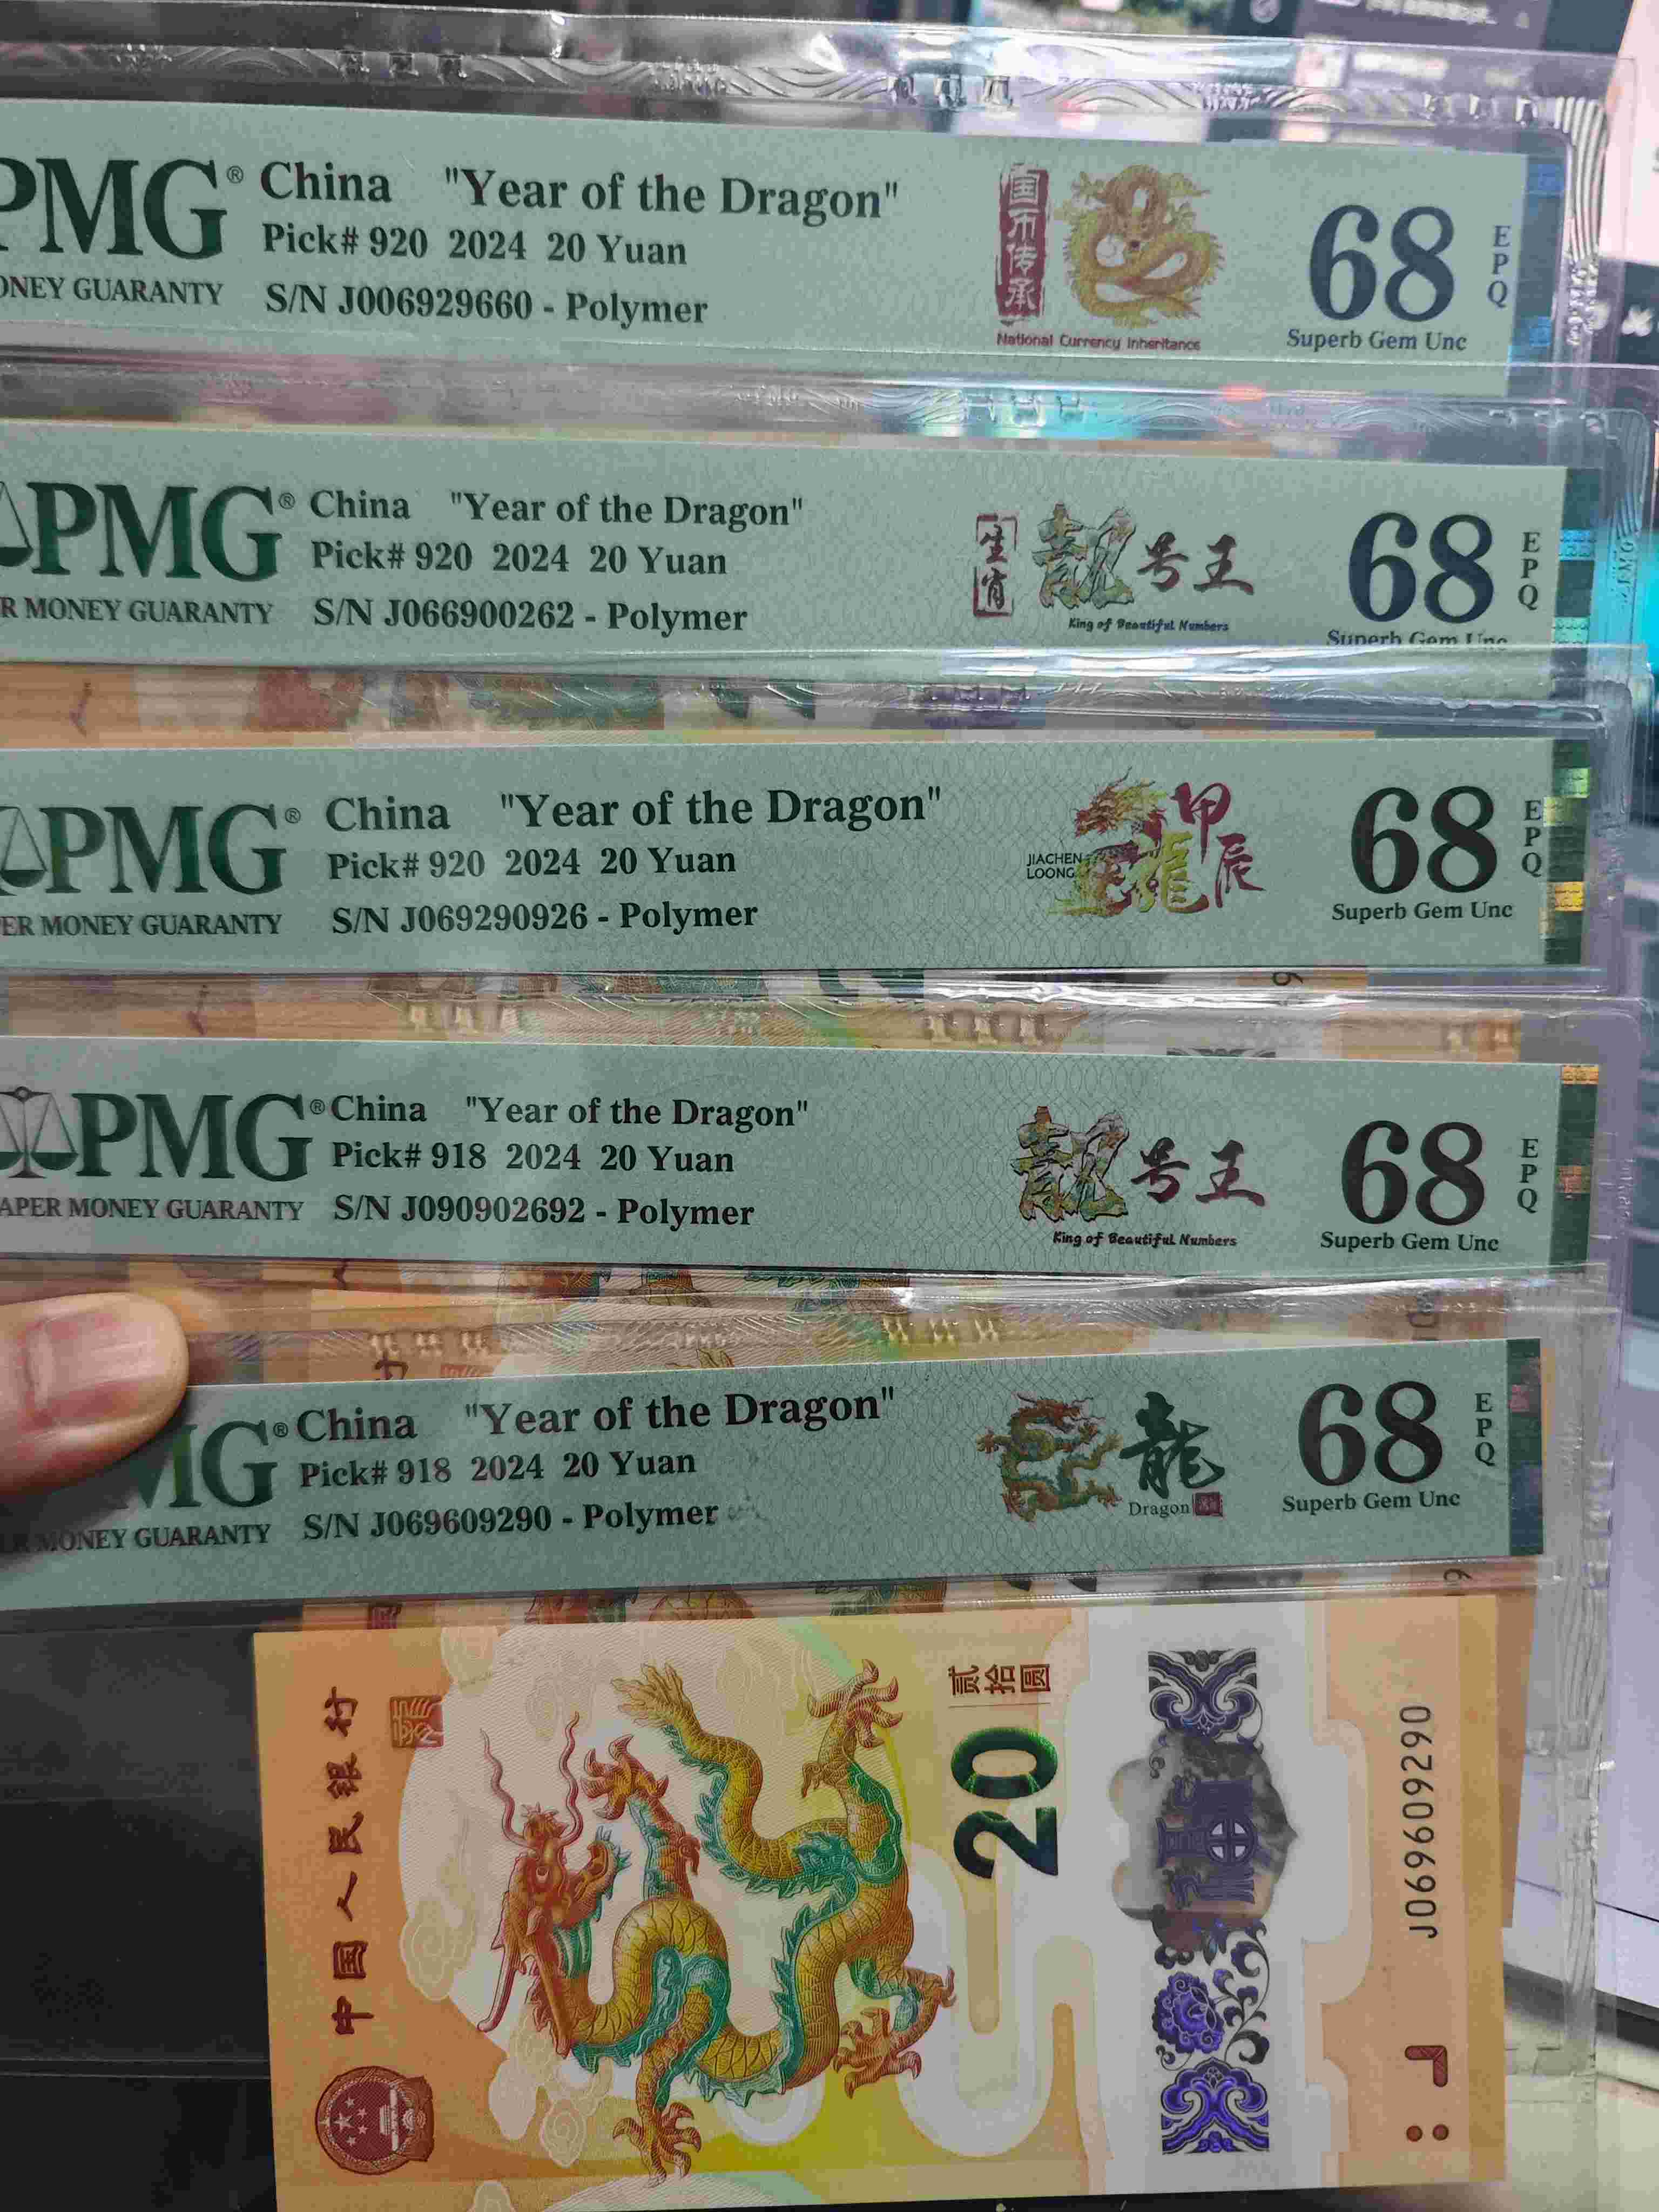 PMG® China "Year of the Dragon"
Pick# 920 2024 20 Yuan
ONEY GUARANTY S/N J006929660 - Polymer
国币传承
National Currency Inheritance
68 EPQ
Superb Gem Unc
PMG® China "Year of the Dragon"
Pick# 920 2024 20 Yuan
R MONEY GUARANTY S/N J066900262 - Polymer
生肖 靓号王
King of Beautiful Numbers
68 EPQ
Superb Gem Unc
PMG® China "Year of the Dragon"
Pick# 920 2024 20 Yuan
ER MONEY GUARANTY S/N J069290926 - Polymer
JIACHEN
LOONG
甲辰龍
68 EPQ
Superb Gem Unc
PMG® China "Year of the Dragon"
Pick# 918 2024 20 Yuan
APER MONEY GUARANTY S/N J090902692 - Polymer
靓号王
King of Beautiful Numbers
68 EPQ
Superb Gem Unc
MG® China "Year of the Dragon"
Pick# 918 2024 20 Yuan
MONEY GUARANTY S/N J069609290 - Polymer
龍
Dragon
68 EPQ
Superb Gem Unc
中国人民银行
贰拾圆
20
J069609290